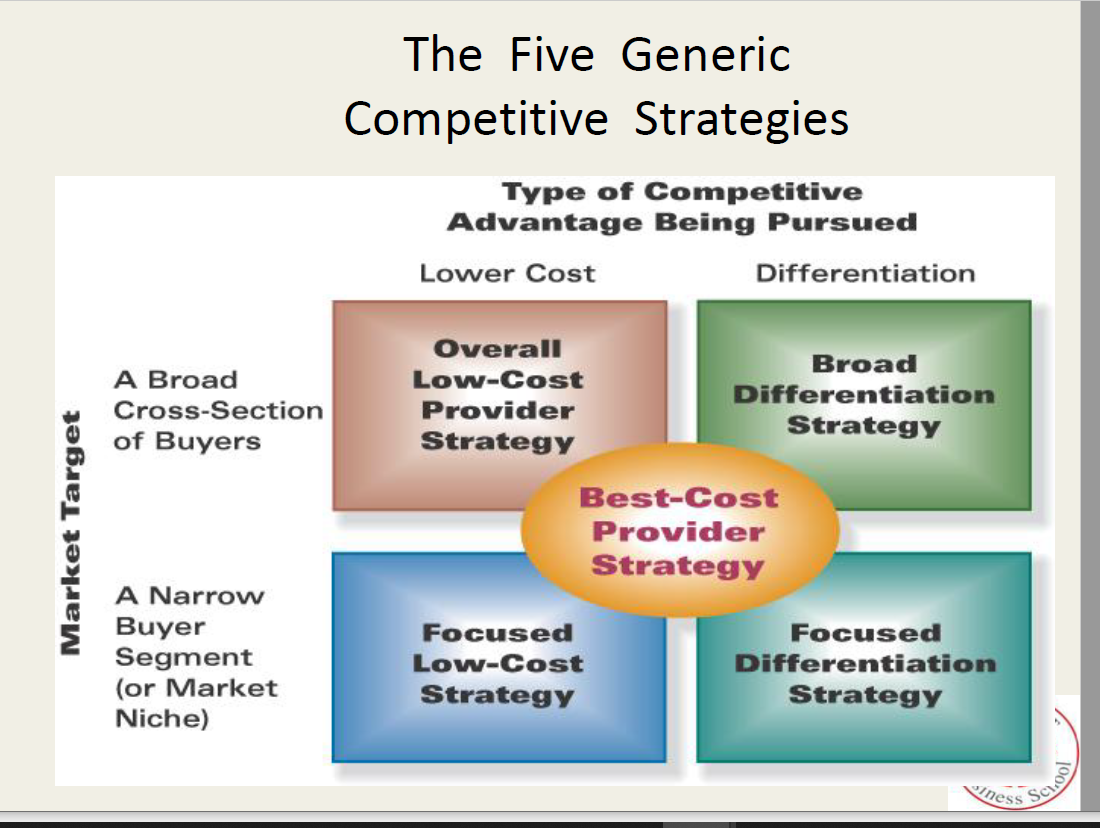 The Five Generic
Competitive Strategies
Type of Competitive
Advantage Being Pursued
Lower Cost
Differentiation
Market Target
A Broad
Cross-Section
of Buyers
Overall
Low-Cost
Provider
Strategy
Broad
Differentiation
Strategy
Best-Cost
Provider
Strategy
A Narrow
Buyer
Segment
(or Market
Niche)
Focused
Low-Cost
Strategy
Focused
Differentiation
Strategy